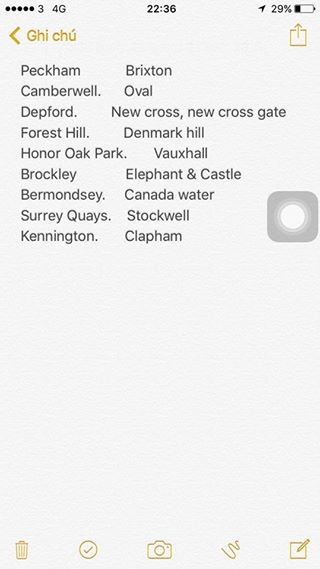 3 4G 22:36 29%
Ghi chú
Peckham Brixton
Camberwell. Oval
Depford. New cross, new cross gate
Forest Hill. Denmark hill
Honor Oak Park. Vauxhall
Brockley Elephant & Castle
Bermondsey. Canada water
Surrey Quays. Stockwell
Kennington. Clapham